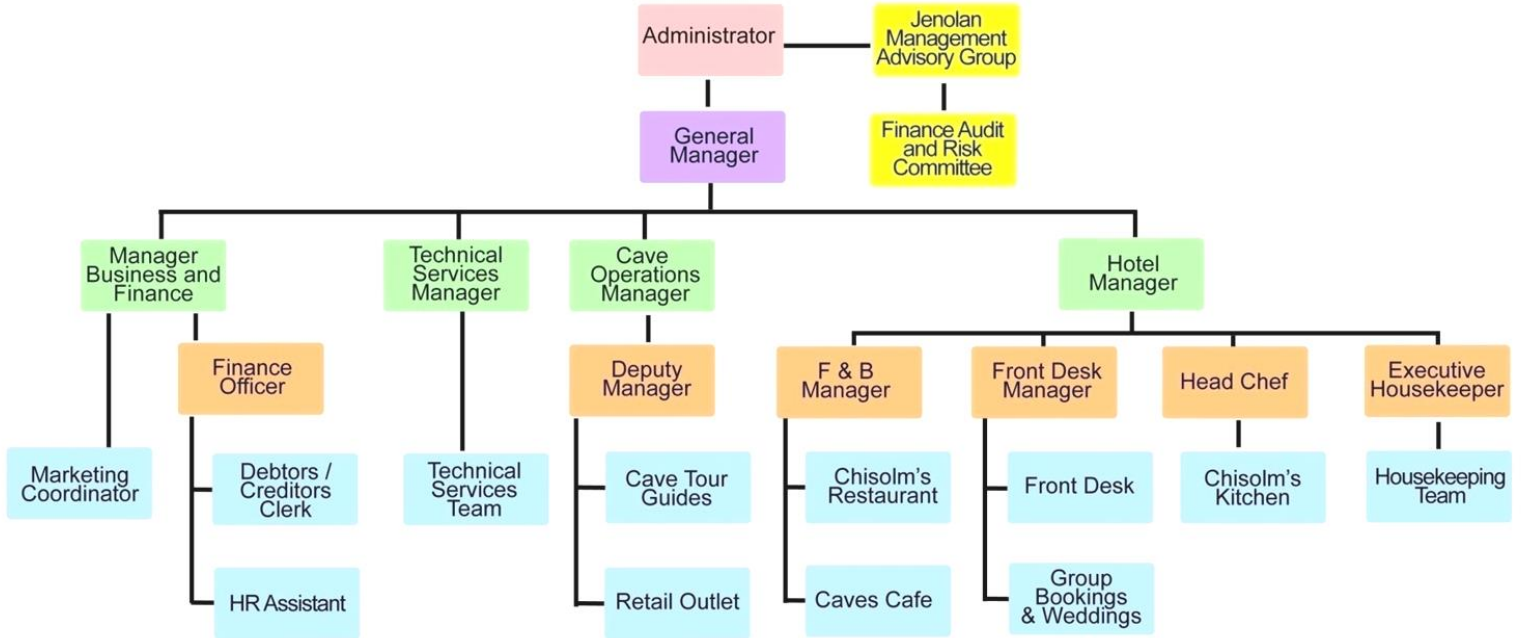 Administrator
Jenolan
Management
Advisory Group
General
Manager
Finance Audit
and Risk
Committee
Manager
Business and
Finance
Technical
Services
Manager
Cave
Operations
Manager
Hotel
Manager
Finance
Officer
Deputy
Manager
F & B
Manager
Front Desk
Manager
Head Chef
Executive
Housekeeper
Marketing
Coordinator
Debtors /
Creditors
Clerk
Technical
Services
Team
Cave Tour
Guides
Chisolm's
Restaurant
Front Desk
Chisolm's
Kitchen
Housekeeping
Team
HR Assistant
Retail Outlet
Caves Cafe
Group
Bookings
& Weddings